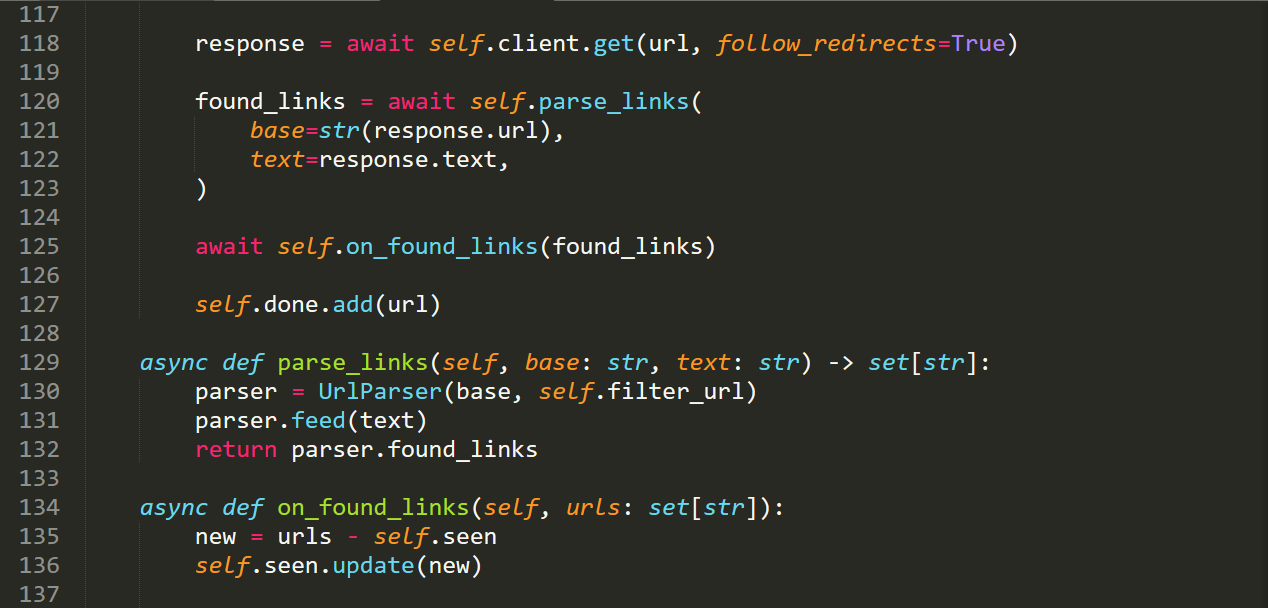 117
118 response = await self.client.get(url, follow_redirects=True)
119
120 found_links = await self.parse_links(
121 base=str(response.url),
122 text=response.text,
123 )
124
125 await self.on_found_links(found_links)
126
127 self.done.add(url)
128
129 async def parse_links(self, base: str, text: str) -> set[str]:
130 parser = UrlParser(base, self.filter_url)
131 parser.feed(text)
132 return parser.found_links
133
134 async def on_found_links(self, urls: set[str]):
135 new = urls - self.seen
136 self.seen.update(new)
137